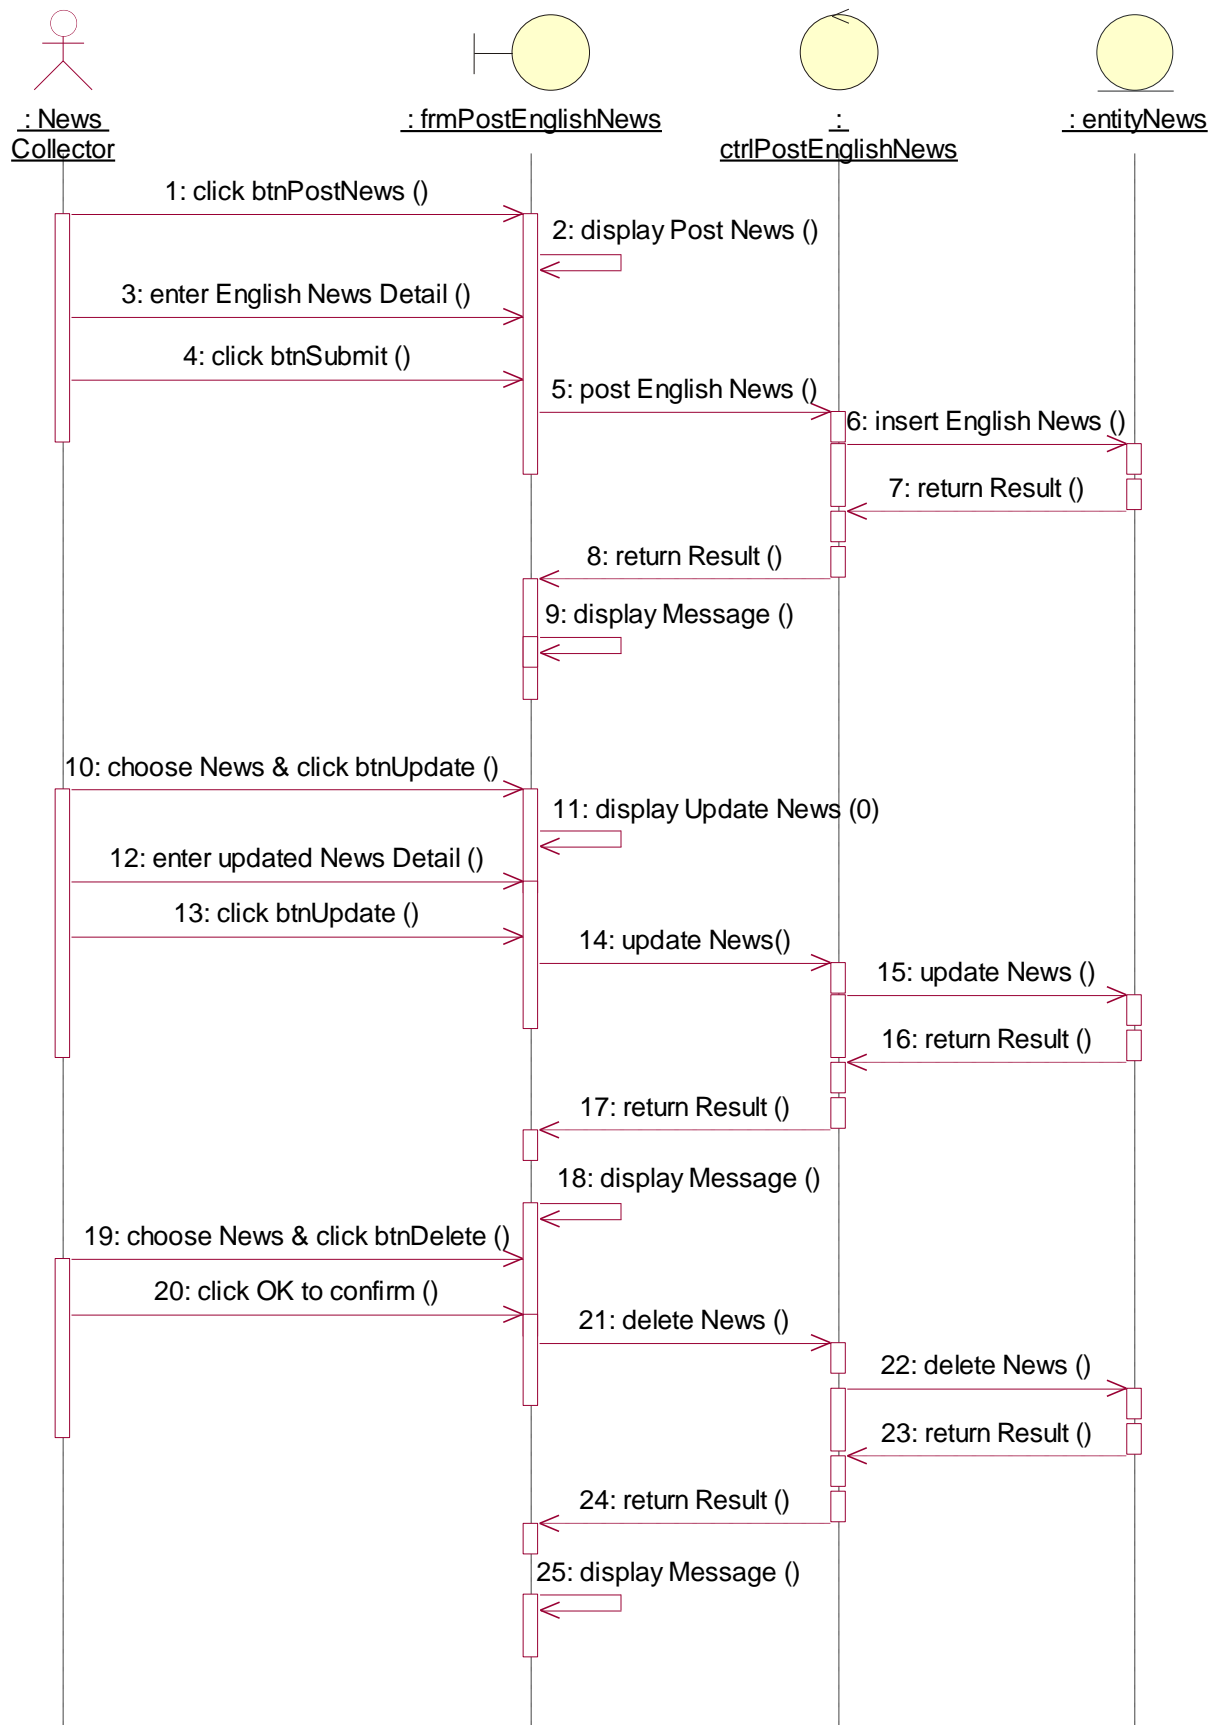 : News
Collector
: frmPostEnglishNews
:
ctrlPostEnglishNews
: entityNews
1: click btnPostNews ()
2: display Post News ()
3: enter English News Detail ()
4: click btnSubmit ()
5: post English News ()
6: insert English News ()
7: return Result ()
8: return Result ()
9: display Message ()
10: choose News & click btnUpdate ()
11: display Update News (0)
12: enter updated News Detail ()
13: click btnUpdate ()
14: update News()
15: update News ()
16: return Result ()
17: return Result ()
18: display Message ()
19: choose News & click btnDelete ()
20: click OK to confirm ()
21: delete News ()
22: delete News ()
23: return Result ()
24: return Result ()
25: display Message ()